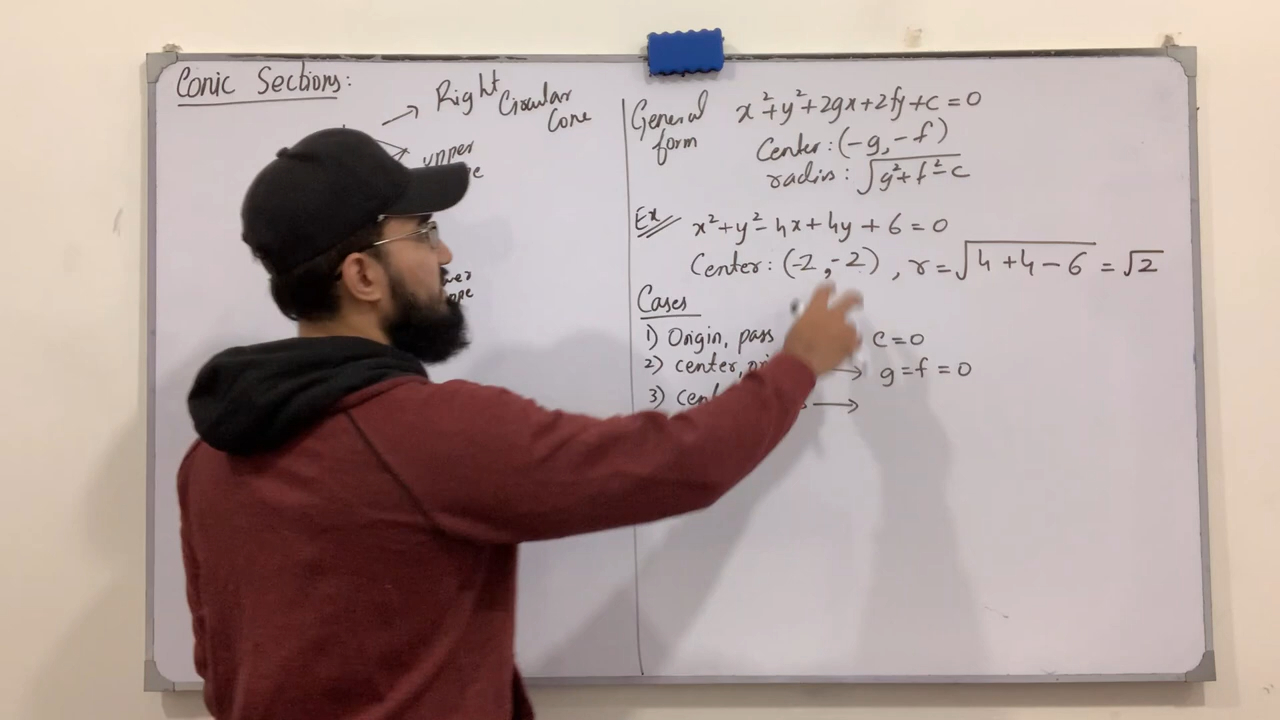 Conic Sections:
Right Circular Cone
upper
General form
x²+y²+2gx+2fy+c=0
Center: (-g, -f)
radius: √g²+f²-c
Ex x²+y²-4x+4y+6=0
Center: (-2, -2), r=√4+4-6 = √2
Cases
1) Origin, pass c=0
2) center, → g=f=0
3) →